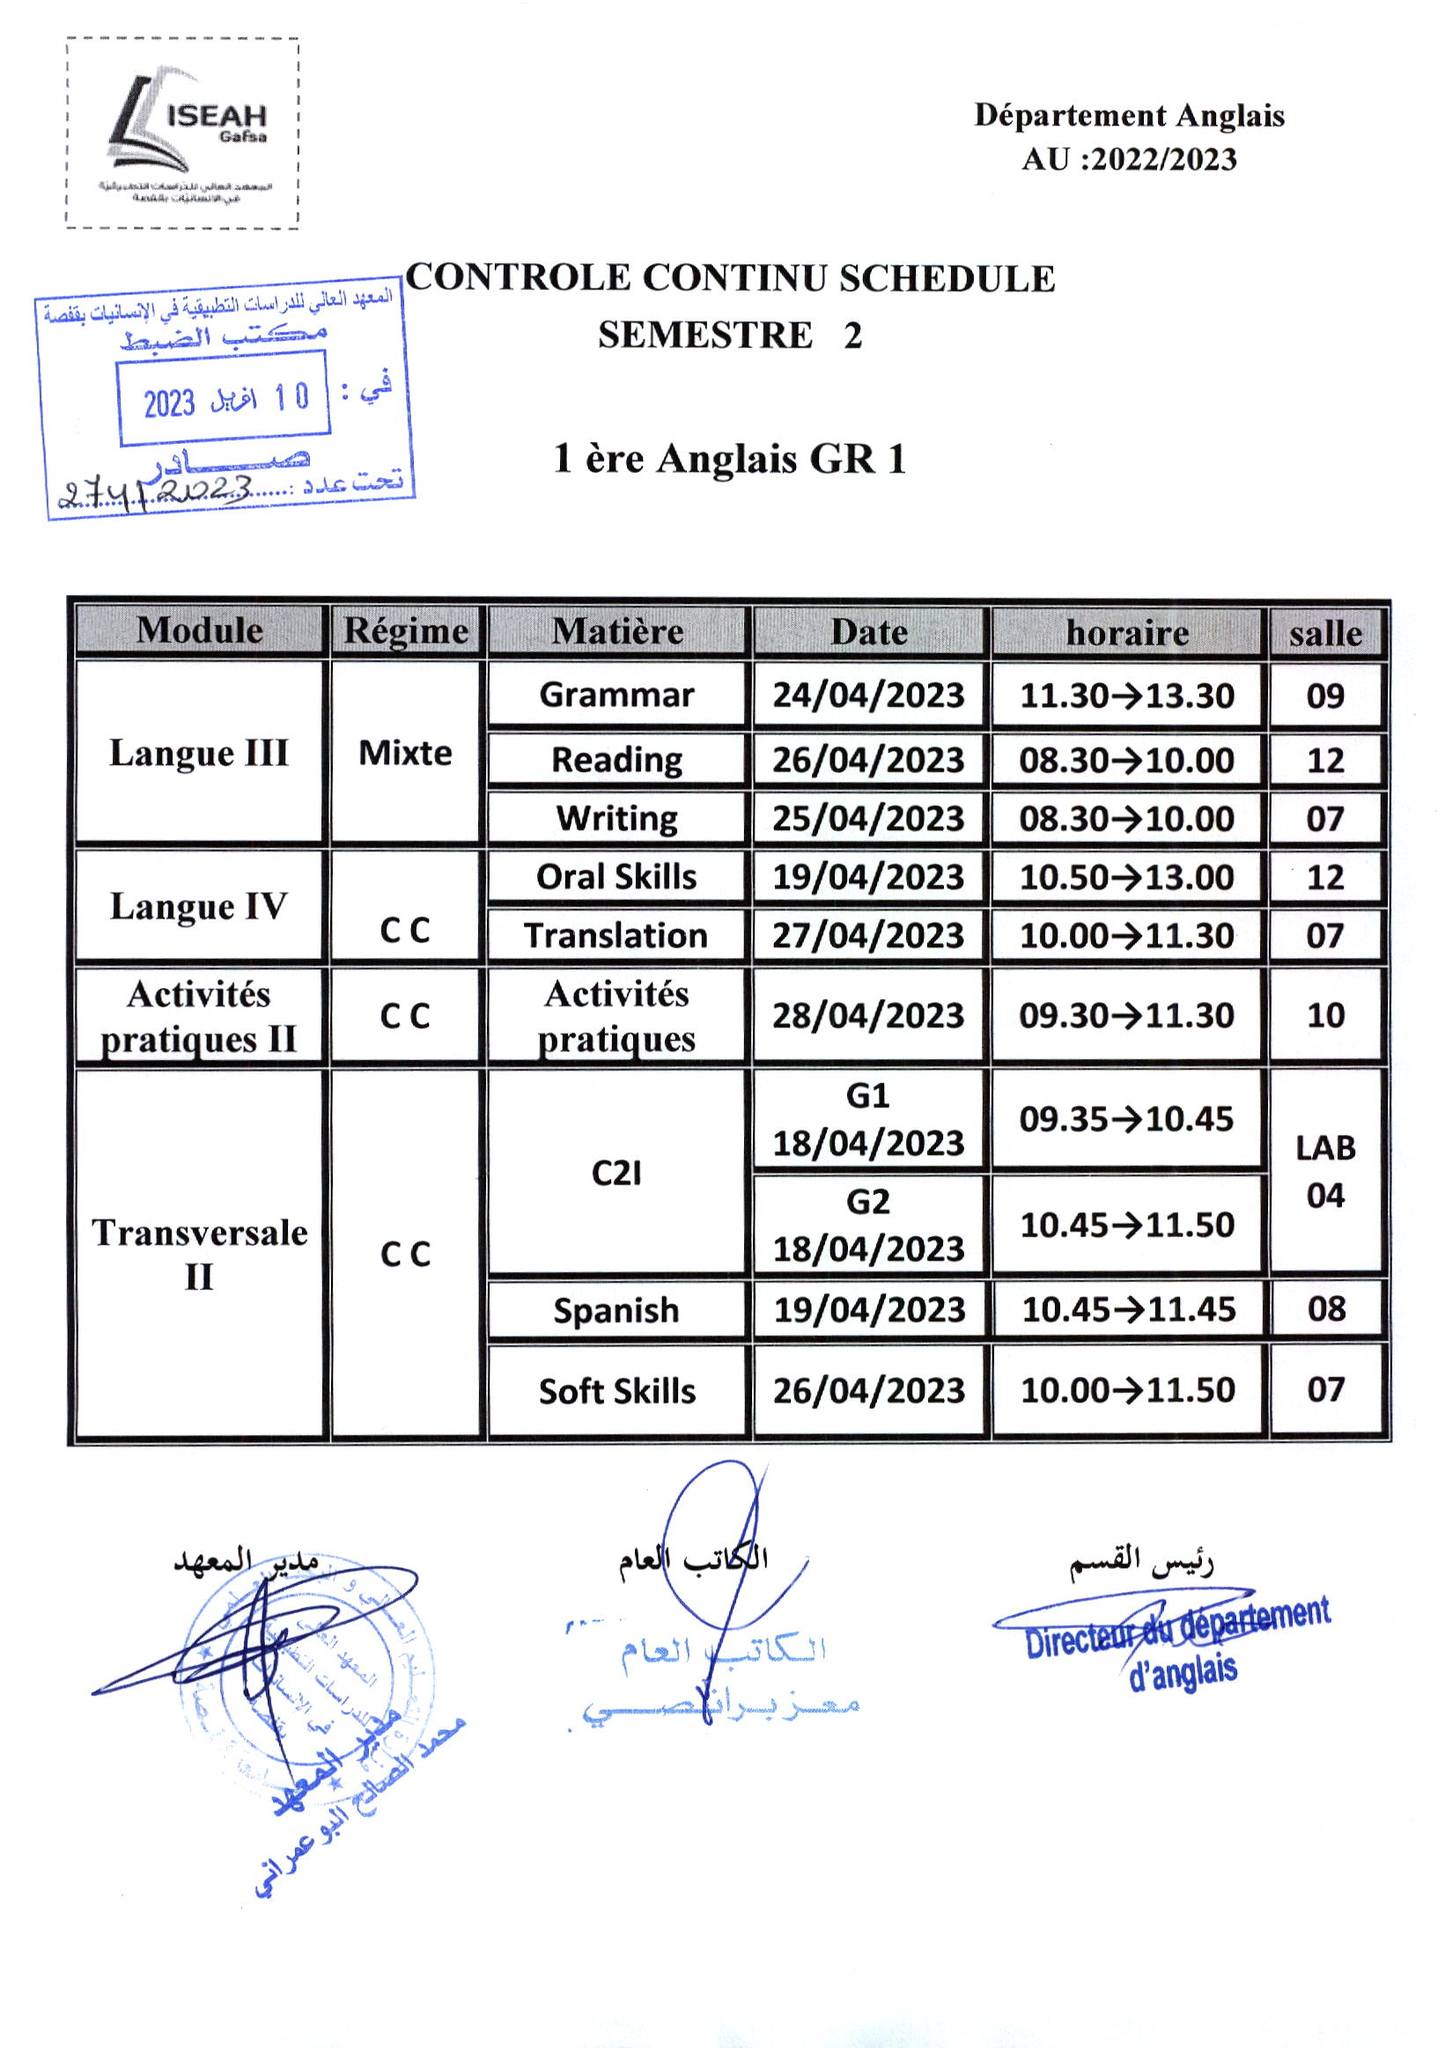 ISEAH
Gafsa
المعهد العالي للدراسات التطبيقية
في الإنسانيات بقفصة
Département Anglais
AU :2022/2023
CONTROLE CONTINU SCHEDULE
SEMESTRE 2
المعهد العالي للدراسات التطبيقية في الإنسانيات بقفصة
مكتب الضبط
في : 10 افريل 2023
صادر
تحت عدد : 274/2023
1 ère Anglais GR 1
Module Régime Matière Date horaire salle
Langue III Mixte Grammar 24/04/2023 11.30→13.30 09
Reading 26/04/2023 08.30→10.00 12
Writing 25/04/2023 08.30→10.00 07
Langue IV C C Oral Skills 19/04/2023 10.50→13.00 12
Translation 27/04/2023 10.00→11.30 07
Activités
pratiques II C C Activités
pratiques 28/04/2023 09.30→11.30 10
Transversale
II C C C2I G1
18/04/2023 09.35→10.45 LAB
04
G2
18/04/2023 10.45→11.50
Spanish 19/04/2023 10.45→11.45 08
Soft Skills 26/04/2023 10.00→11.50 07
رئيس القسم
الكاتب العام
مدير المعهد
Directeur du département
d'anglais
الكاتب العام
مدير المعهد
محمد الصالح البوعمراني